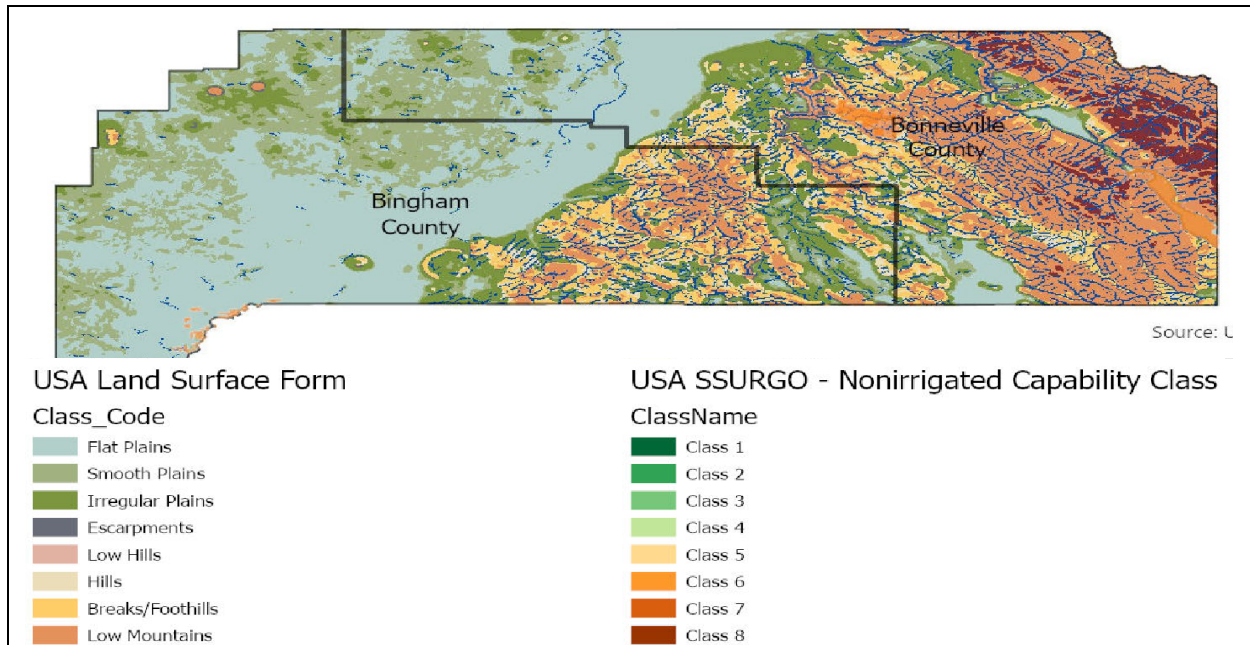 Bonneville
County
Bingham
County
Source: U
USA Land Surface Form
Class_Code
Flat Plains
Smooth Plains
Irregular Plains
Escarpments
Low Hills
Hills
Breaks/Foothills
Low Mountains
USA SSURGO - Nonirrigated Capability Class
ClassName
Class 1
Class 2
Class 3
Class 4
Class 5
Class 6
Class 7
Class 8